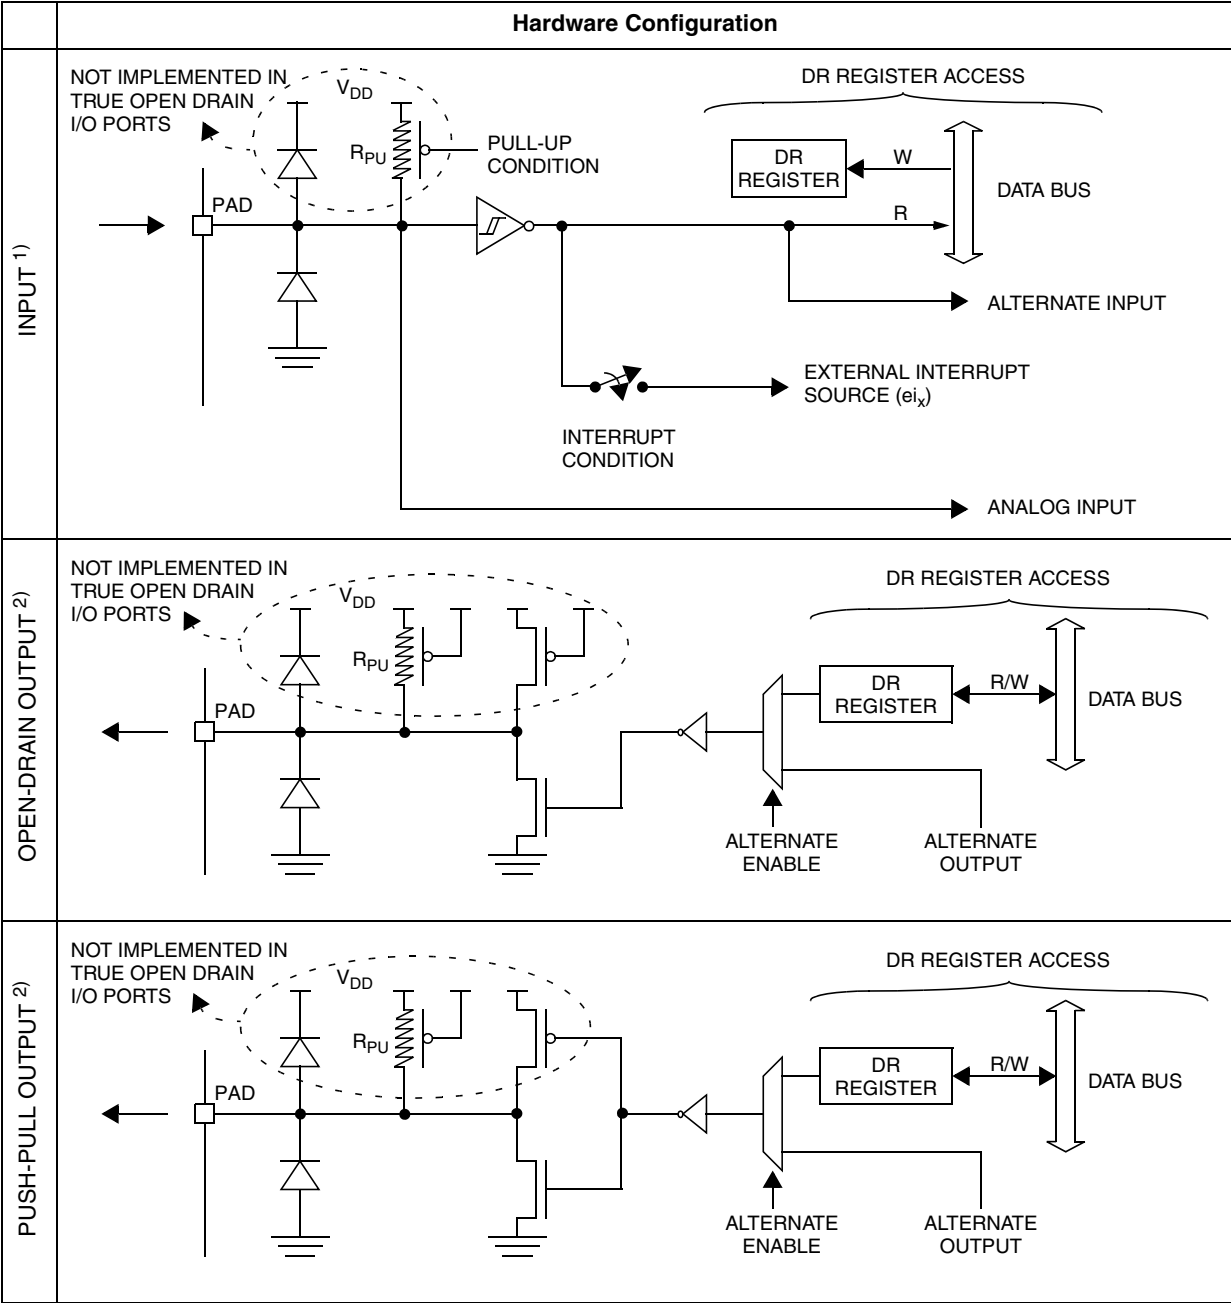 Hardware Configuration
INPUT 1)
NOT IMPLEMENTED IN
TRUE OPEN DRAIN
I/O PORTS
VDD
RPU
PULL-UP
CONDITION
PAD
DR REGISTER ACCESS
DR
REGISTER
W
R
DATA BUS
ALTERNATE INPUT
EXTERNAL INTERRUPT
SOURCE (eix)
INTERRUPT
CONDITION
ANALOG INPUT
OPEN-DRAIN OUTPUT 2)
NOT IMPLEMENTED IN
TRUE OPEN DRAIN
I/O PORTS
VDD
RPU
PAD
DR REGISTER ACCESS
DR
REGISTER
R/W
DATA BUS
ALTERNATE
ENABLE
ALTERNATE
OUTPUT
PUSH-PULL OUTPUT 2)
NOT IMPLEMENTED IN
TRUE OPEN DRAIN
I/O PORTS
VDD
RPU
PAD
DR REGISTER ACCESS
DR
REGISTER
R/W
DATA BUS
ALTERNATE
ENABLE
ALTERNATE
OUTPUT